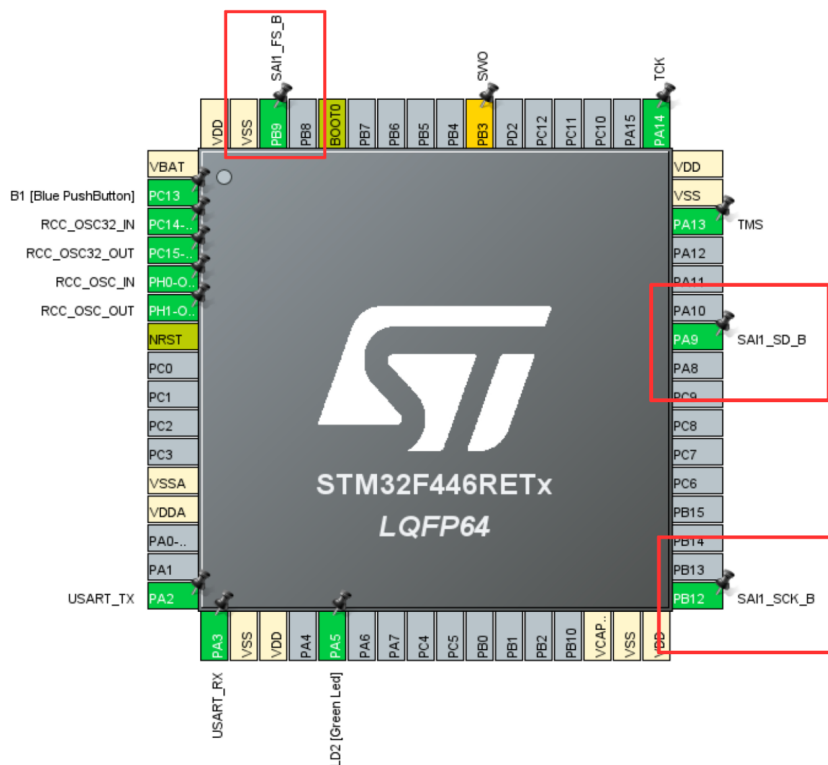 SAI1_FS_B
SWO
TCK
VDD
VSS
PB9
PB8
BOOT0
PB7
PB6
PB5
PB4
PB3
PD2
PC12
PC11
PC10
PA15
PA14
VBAT
B1 [Blue PushButton]
PC13
RCC_OSC32_IN
PC14-..
RCC_OSC32_OUT
PC15-..
RCC_OSC_IN
PH0-O..
RCC_OSC_OUT
PH1-O..
NRST
PC0
PC1
PC2
PC3
VSSA
VDDA
PA0-..
PA1
USART_TX
PA2
STM32F446RETx
LQFP64
VDD
VSS
PA13
TMS
PA12
PA11
PA10
PA9
SAI1_SD_B
PA8
PC9
PC8
PC7
PC6
PB15
PB14
PB13
PB12
SAI1_SCK_B
PA3
VSS
VDD
PA4
PA5
PA6
PA7
PC4
PC5
PB0
PB1
PB2
PB10
VCAP..
VSS
VDD
USART_RX
LD2 [Green Led]